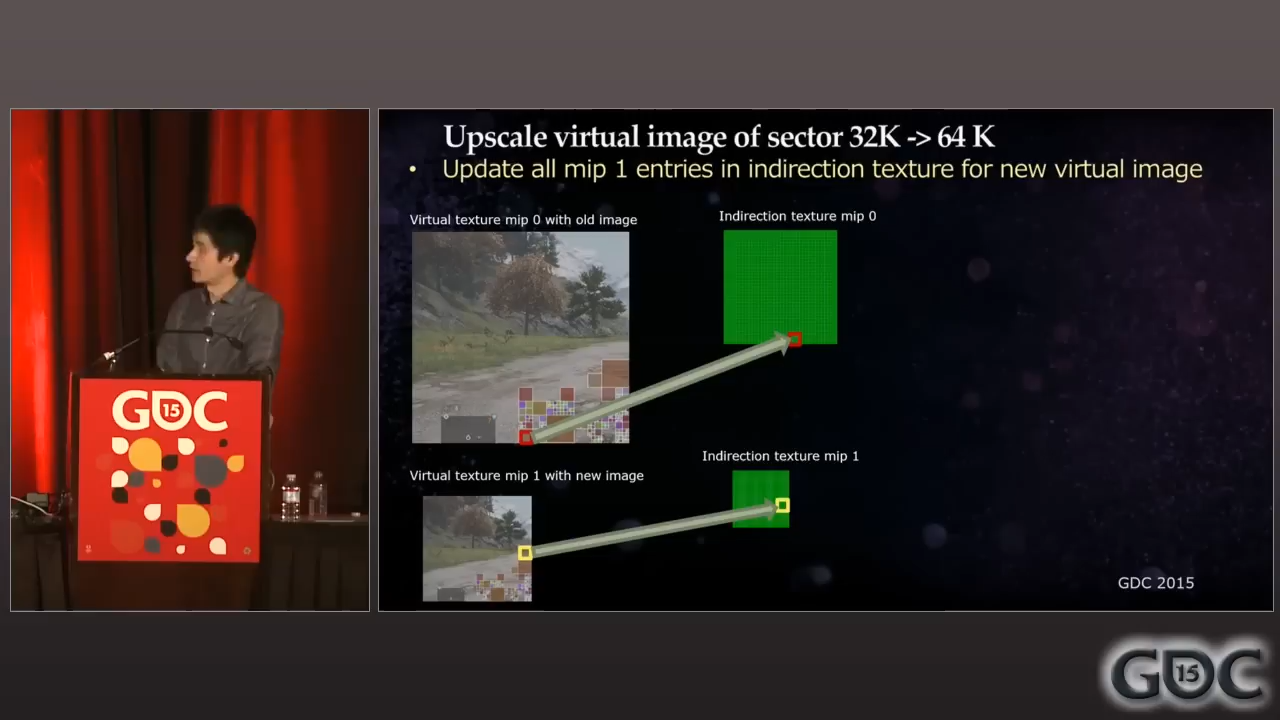 Upscale virtual image of sector 32K -> 64 K
• Update all mip 1 entries in indirection texture for new virtual image
Virtual texture mip 0 with old image
Indirection texture mip 0
Virtual texture mip 1 with new image
Indirection texture mip 1
GDC 2015
GDC 15
GDC 15